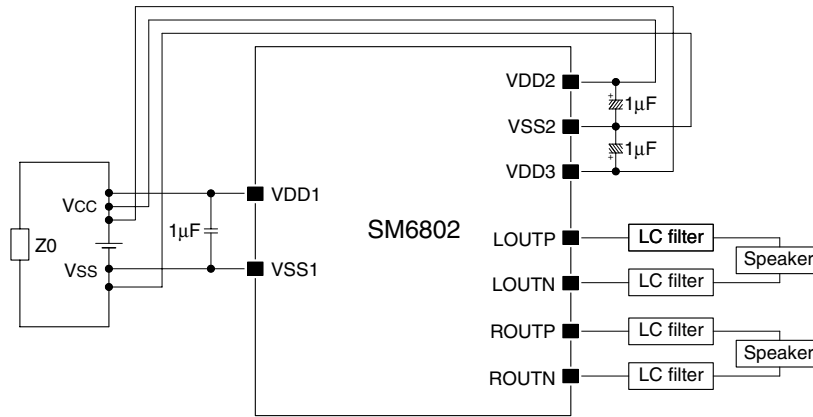 VDD2
+
1µF
VSS2
1µF
+
VDD3
VCC
VDD1
Z0
1µF
SM6802
VSS
VSS1
LOUTP
LC filter
Speaker
LOUTN
LC filter
ROUTP
LC filter
Speaker
ROUTN
LC filter